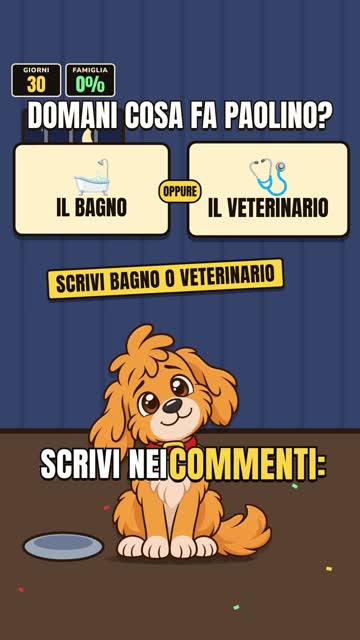 GIORNI
30
FAMIGLIA
0%
DOMANI COSA FA PAOLINO?
IL BAGNO
OPPURE
IL VETERINARIO
SCRIVI BAGNO O VETERINARIO
SCRIVI NEI COMMENTI: